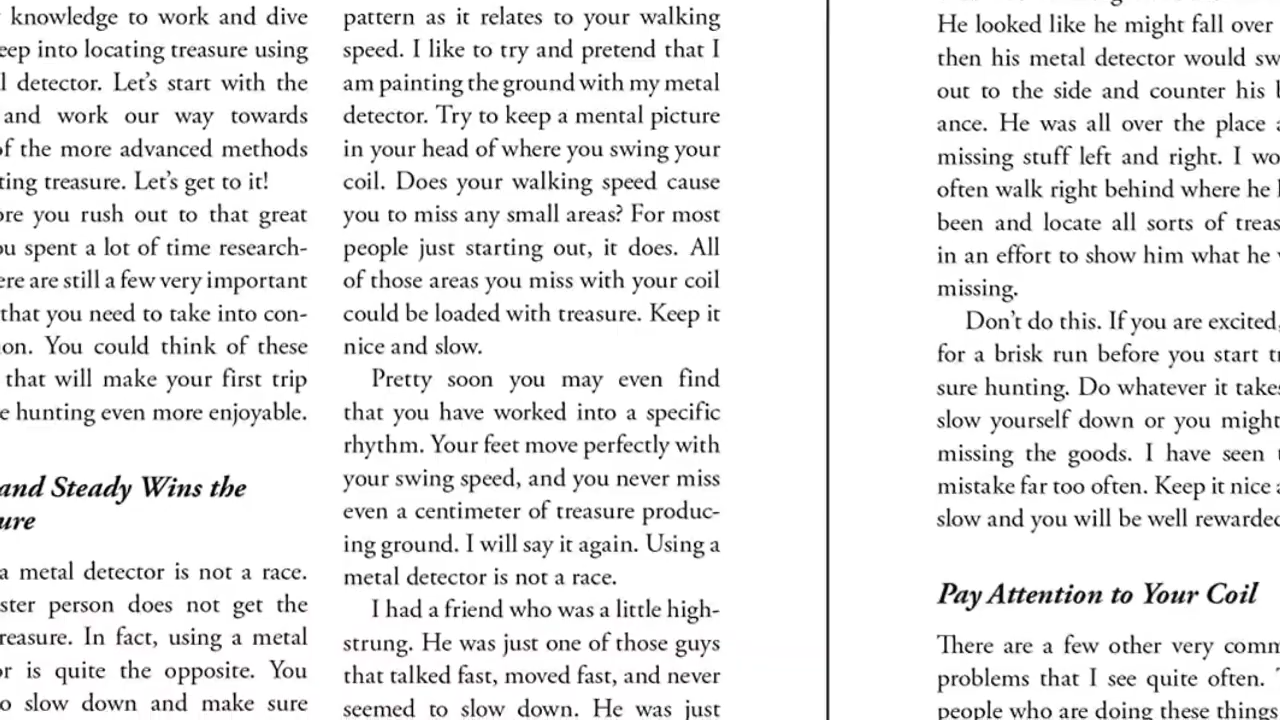 knowledge to work and dive
into locating treasure using
detector. Let's start with the
and work our way towards
the more advanced methods
treasure. Let's get to it!
you rush out to that great
spent a lot of time research-
are still a few very important
that you need to take into con-
You could think of these
that will make your first trip
hunting even more enjoyable.
and Steady Wins the
a metal detector is not a race.
person does not get the
In fact, using a metal
is quite the opposite. You
slow down and make sure
pattern as it relates to your walking
speed. I like to try and pretend that I
am painting the ground with my metal
detector. Try to keep a mental picture
in your head of where you swing your
coil. Does your walking speed cause
you to miss any small areas? For most
people just starting out, it does. All
of those areas you miss with your coil
could be loaded with treasure. Keep it
nice and slow.
Pretty soon you may even find
that you have worked into a specific
rhythm. Your feet move perfectly with
your swing speed, and you never miss
even a centimeter of treasure produc-
ing ground. I will say it again. Using a
metal detector is not a race.
I had a friend who was a little high-
strung. He was just one of those guys
that talked fast, moved fast, and never
seemed to slow down. He was just
He looked like he might fall over
then his metal detector would
out to the side and counter his
ance. He was all over the place
missing stuff left and right. I
often walk right behind where he
been and locate all sorts of
in an effort to show him what he
missing.
Don't do this. If you are excited,
for a brisk run before you start
sure hunting. Do whatever it
slow yourself down or you might
missing the goods. I have seen
mistake far too often. Keep it nice
slow and you will be well
Pay Attention to Your Coil
There are a few other very
problems that I see quite often.
people who are doing these things